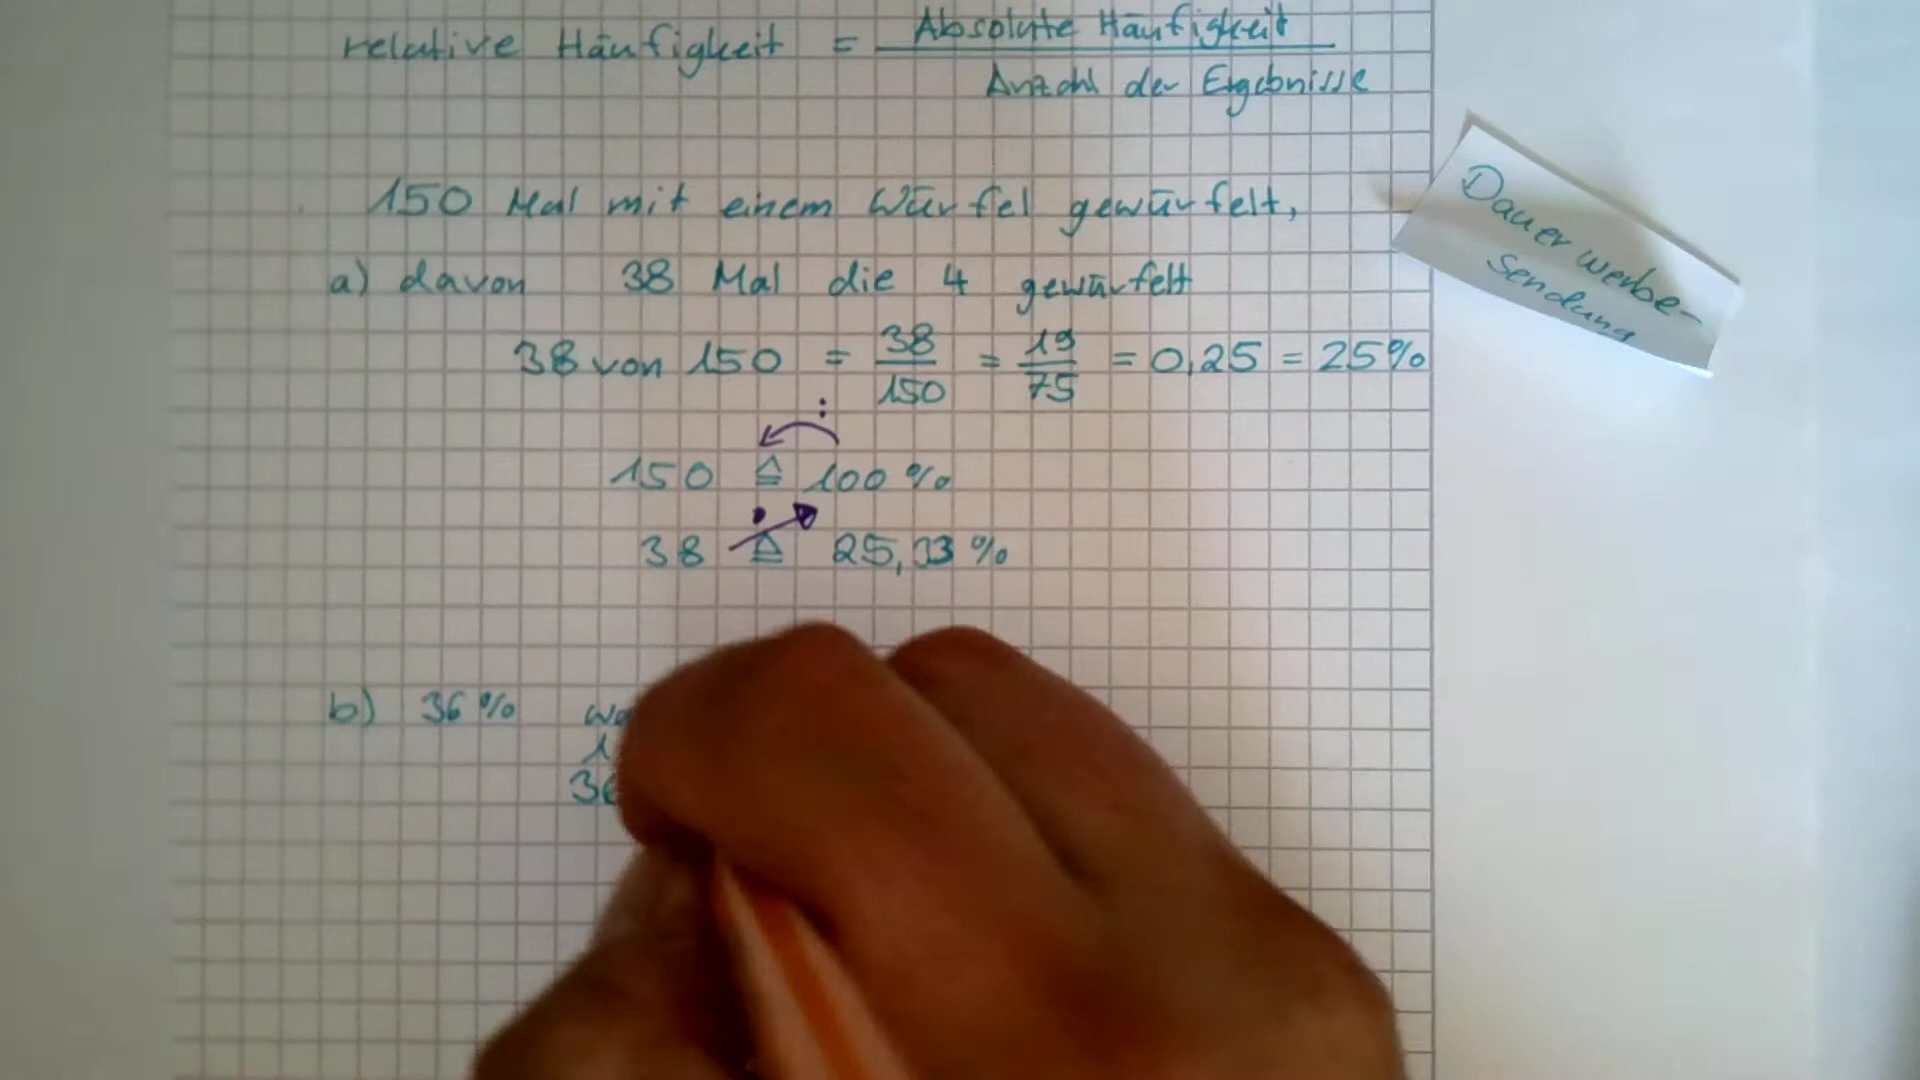 relative Häufigkeit = Absolute Häufigkeit
Anzahl der Ergebnisse
150 Mal mit einem Würfel gewürfelt,
a) davon 38 Mal die 4 gewürfelt
38 von 150 = 38/150 = 19/75 = 0,25 = 25%
:
150 ≙ 100 %
•
38 ≙ 25,33 %
b) 36 %
Dauerwerbe-
sendung